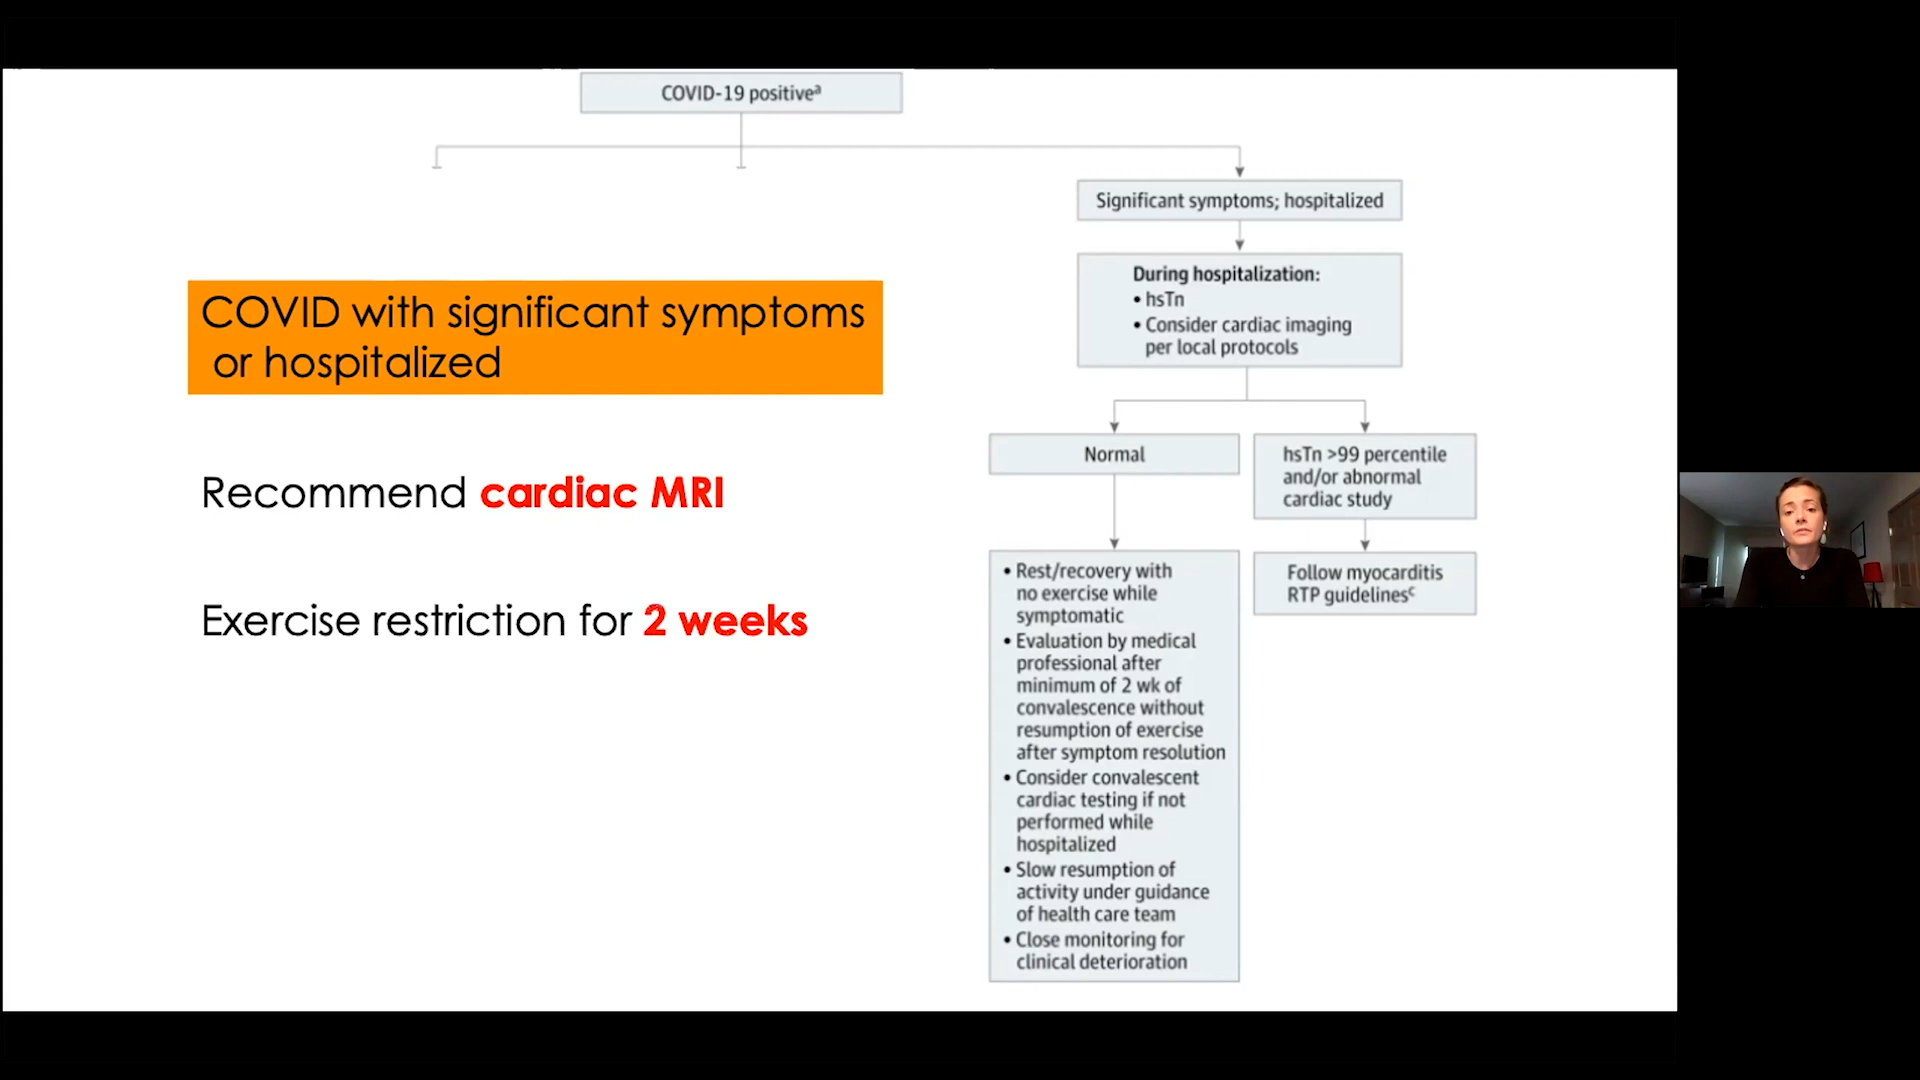 COVID-19 positiveᵃ
Significant symptoms; hospitalized
During hospitalization:
• hsTn
• Consider cardiac imaging
per local protocols
COVID with significant symptoms
or hospitalized
Recommend cardiac MRI
Exercise restriction for 2 weeks
Normal
hsTn >99 percentile
and/or abnormal
cardiac study
• Rest/recovery with
no exercise while
symptomatic
• Evaluation by medical
professional after
minimum of 2 wk of
convalescence without
resumption of exercise
after symptom resolution
• Consider convalescent
cardiac testing if not
performed while
hospitalized
• Slow resumption of
activity under guidance
of health care team
• Close monitoring for
clinical deterioration
Follow myocarditis
RTP guidelinesᶜ